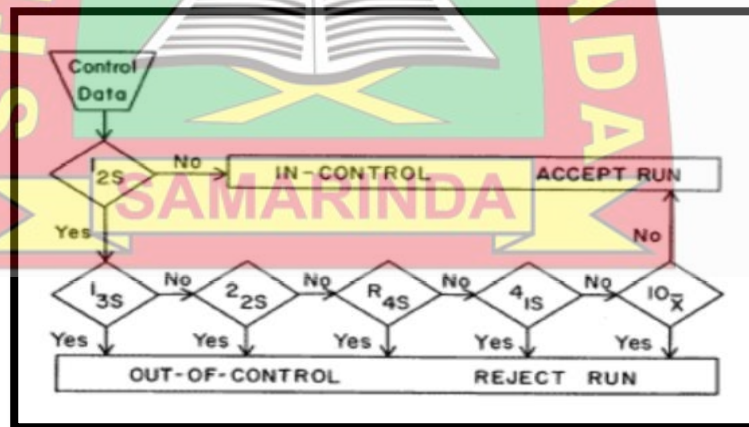 Control
Data
1 2S
No
IN-CONTROL ACCEPT RUN
ADA
SAMARINDA
Yes
No
1 3S No 2 2S No R 4S No 4 1S No 10 x̅
Yes Yes Yes Yes Yes
OUT-OF-CONTROL REJECT RUN